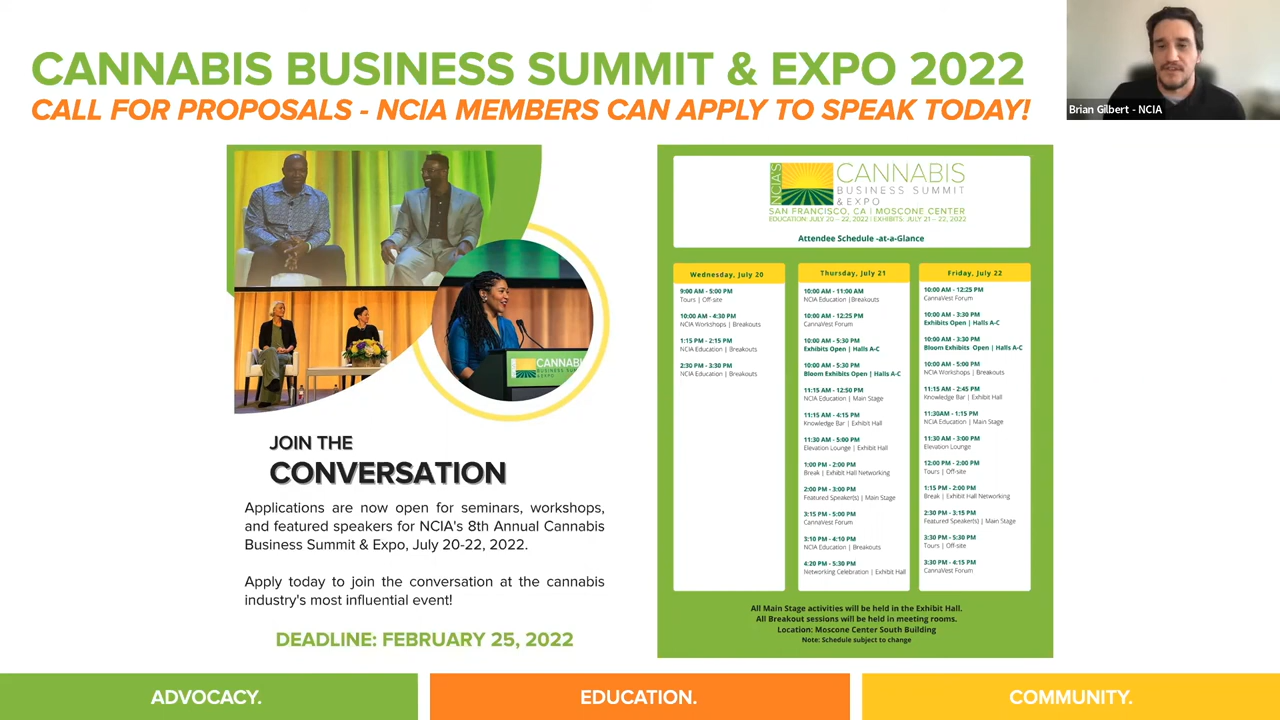 CANNABIS BUSINESS SUMMIT & EXPO 2022
CALL FOR PROPOSALS - NCIA MEMBERS CAN APPLY TO SPEAK TODAY!
Brian Gilbert - NCIA
CANNABIS
BUSINESS SUMMIT
& EXPO
JOIN THE
CONVERSATION
Applications are now open for seminars, workshops,
and featured speakers for NCIA's 8th Annual Cannabis
Business Summit & Expo, July 20-22, 2022.
Apply today to join the conversation at the cannabis
industry's most influential event!
DEADLINE: FEBRUARY 25, 2022
NCIA'S
CANNABIS
BUSINESS SUMMIT
& EXPO
SAN FRANCISCO, CA | MOSCONE CENTER
EDUCATION: JULY 20 – 22, 2022 | EXHIBITS: JULY 21 – 22, 2022
Attendee Schedule -at-a-Glance
Wednesday, July 20
9:00 AM - 5:00 PM
Tours | Off-site
10:00 AM - 4:30 PM
NCIA Workshops | Breakouts
1:15 PM - 2:15 PM
NCIA Education | Breakouts
2:30 PM - 3:30 PM
NCIA Education | Breakouts
Thursday, July 21
10:00 AM - 11:00 AM
NCIA Education |Breakouts
10:00 AM - 12:25 PM
CannaVest Forum
10:00 AM - 5:30 PM
Exhibits Open | Halls A-C
10:00 AM - 5:30 PM
Bloom Exhibits Open | Halls A-C
11:15 AM - 12:50 PM
NCIA Education | Main Stage
11:15 AM - 4:15 PM
Knowledge Bar | Exhibit Hall
11:30 AM - 5:00 PM
Elevation Lounge | Exhibit Hall
1:00 PM - 2:00 PM
Break | Exhibit Hall Networking
2:00 PM - 3:00 PM
Featured Speaker(s) | Main Stage
3:15 PM - 5:00 PM
CannaVest Forum
3:10 PM - 4:10 PM
NCIA Education | Breakouts
4:20 PM - 5:30 PM
Networking Celebration | Exhibit Hall
Friday, July 22
10:00 AM - 12:25 PM
CannaVest Forum
10:00 AM - 3:30 PM
Exhibits Open | Halls A-C
10:00 AM - 3:30 PM
Bloom Exhibits Open | Halls A-C
10:00 AM - 5:00 PM
NCIA Workshops | Breakouts
11:15 AM - 2:45 PM
Knowledge Bar | Exhibit Hall
11:30AM - 1:15 PM
NCIA Education | Main Stage
11:30 AM - 3:00 PM
Elevation Lounge
12:00 PM - 2:00 PM
Tours | Off-site
1:15 PM - 2:00 PM
Break | Exhibit Hall Networking
2:30 PM - 3:15 PM
Featured Speaker(s) | Main Stage
3:30 PM - 5:30 PM
Tours | Off-site
3:30 PM - 4:15 PM
CannaVest Forum
All Main Stage activities will be held in the Exhibit Hall.
All Breakout sessions will be held in meeting rooms.
Location: Moscone Center South Building
Note: Schedule subject to change
ADVOCACY.
EDUCATION.
COMMUNITY.